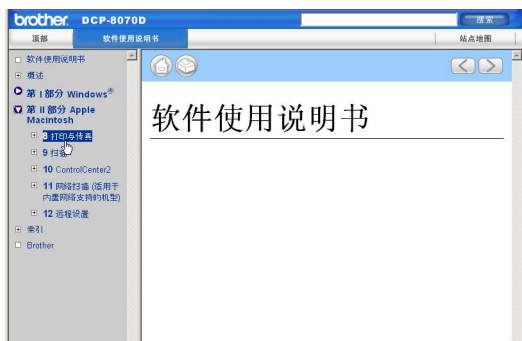 brother. DCP-8070D
搜索
顶部
软件使用说明书
站点地图
软件使用说明书
概述
第 I 部分 Windows®
第 II 部分 Apple
Macintosh
8 打印与传真
9 扫描
10 ControlCenter2
11 网络扫描 (适用于
内置网络支持的机型)
12 远程设置
索引
Brother
软件使用说明书